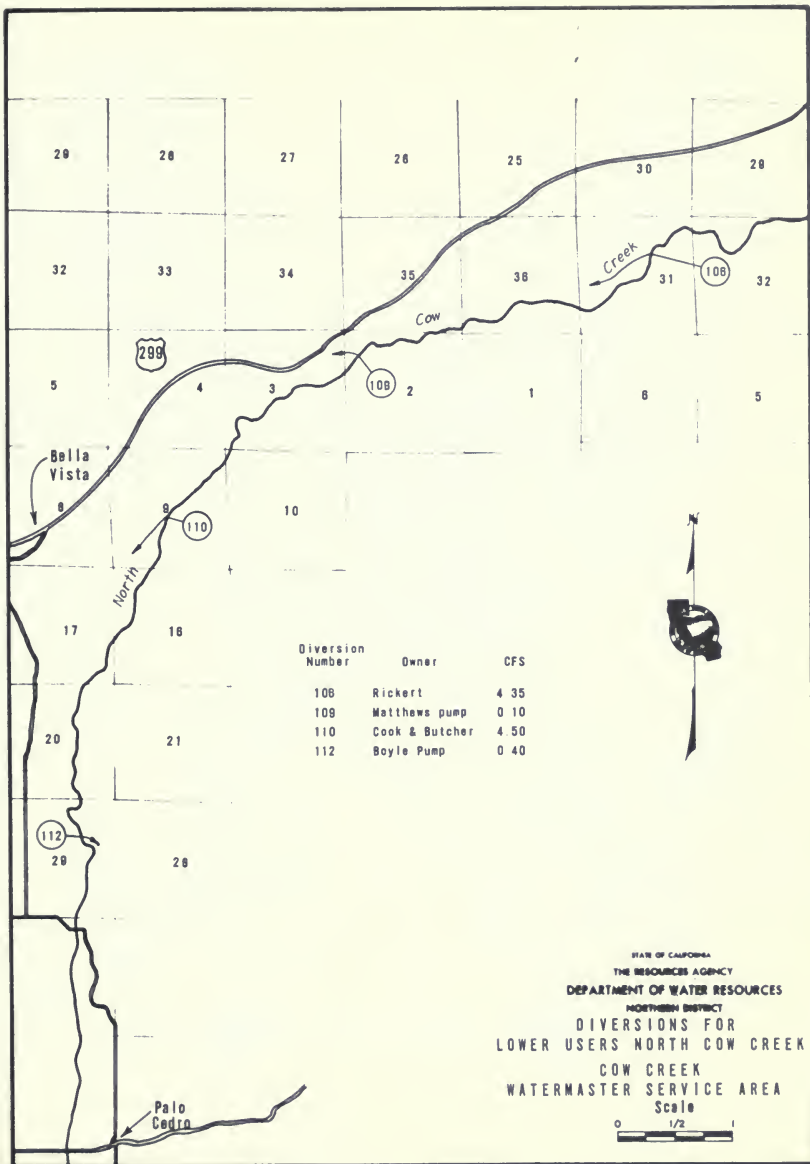 29 28 27 26 25 30 29
32 33 34 35 36 31 32
Creek
108
Cow
299
5 4 3 109 2 1 6 5
Bella
Vista
8 9 10
110
North
N
17 16
Diversion
Number Owner CFS
108 Rickert 4 35
109 Matthews pump 0 10
110 Cook & Butcher 4.50
112 Boyle Pump 0 40
20 21
112
29 28
STATE OF CALIFORNIA
THE RESOURCES AGENCY
DEPARTMENT OF WATER RESOURCES
NORTHERN DISTRICT
DIVERSIONS FOR
LOWER USERS NORTH COW CREEK
COW CREEK
WATERMASTER SERVICE AREA
Scale
0 1/2 1
Palo
Cedro